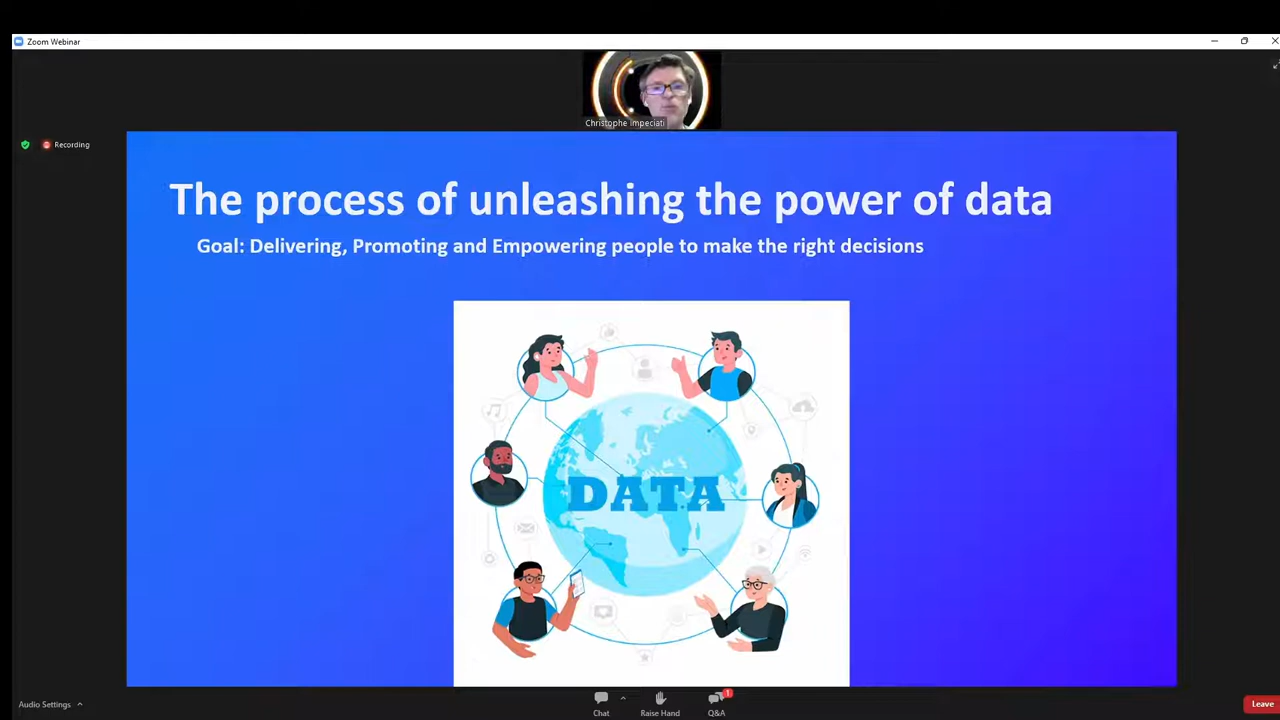 Zoom Webinar
Christophe Impeciati
Recording
The process of unleashing the power of data
Goal: Delivering, Promoting and Empowering people to make the right decisions
DATA
Audio Settings
Chat
Raise Hand
1
Q&A
Leave